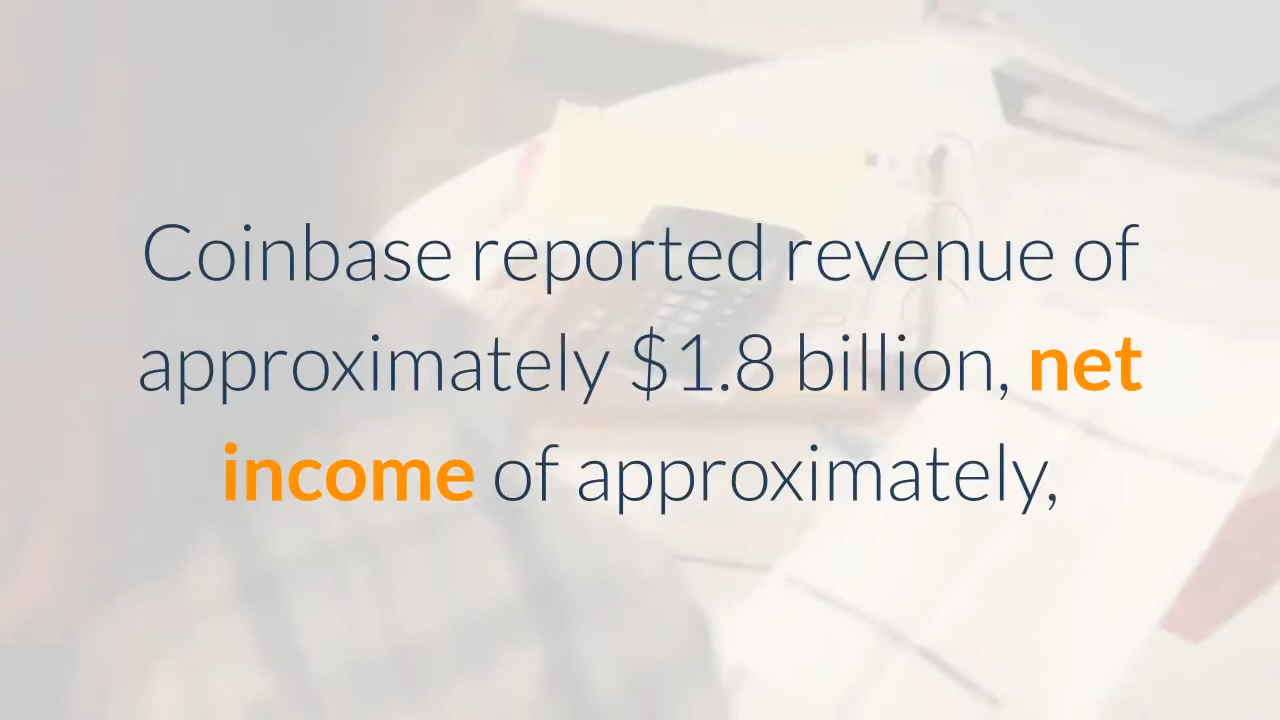 Coinbase reported revenue of
approximately $1.8 billion, net
income of approximately,